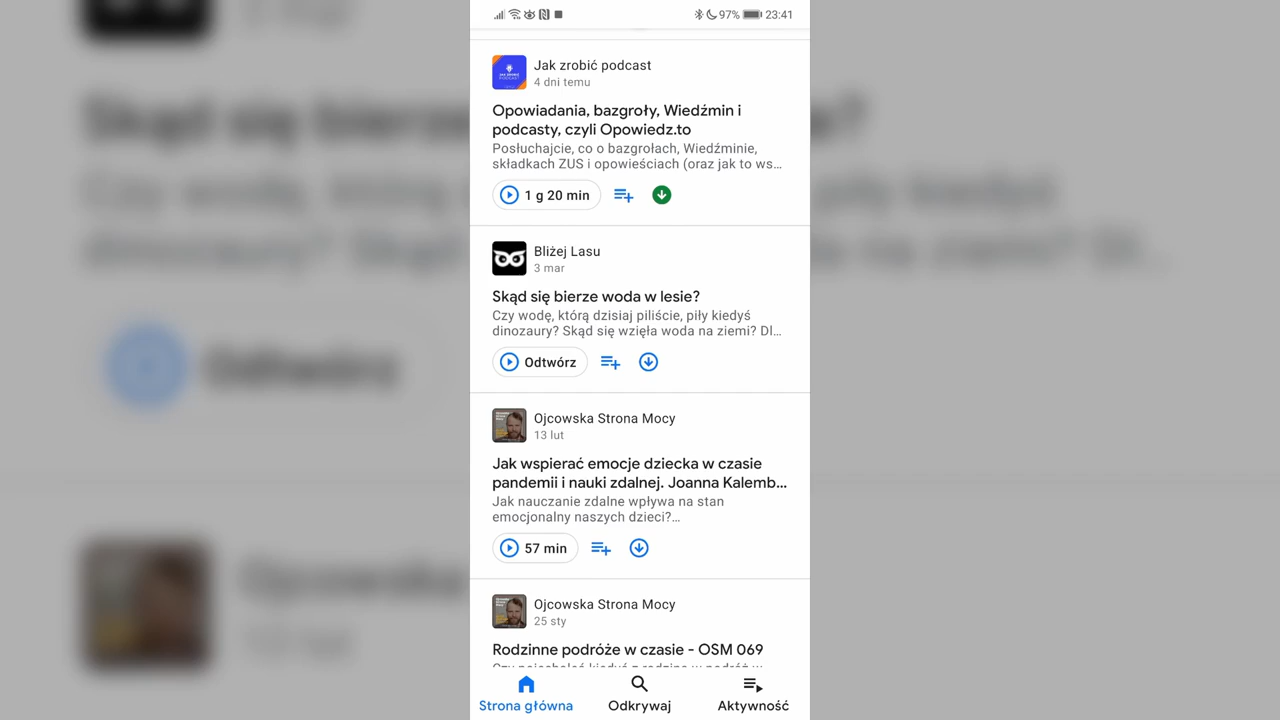 97% 23:41
Jak zrobić podcast
4 dni temu
Opowiadania, bazgroły, Wiedźmin i
podcasty, czyli Opowiedz.to
Posłuchajcie, co o bazgrołach, Wiedźminie,
składkach ZUS i opowieściach (oraz jak to ws...
1 g 20 min
Bliżej Lasu
3 mar
Skąd się bierze woda w lesie?
Czy wodę, którą dzisiaj piliście, piły kiedyś
dinozaury? Skąd się wzięła woda na ziemi? Dl...
Odtwórz
Ojcowska Strona Mocy
13 lut
Jak wspierać emocje dziecka w czasie
pandemii i nauki zdalnej. Joanna Kalemb...
Jak nauczanie zdalne wpływa na stan
emocjonalny naszych dzieci?...
57 min
Ojcowska Strona Mocy
25 sty
Rodzinne podróże w czasie - OSM 069
Strona główna
Odkrywaj
Aktywność